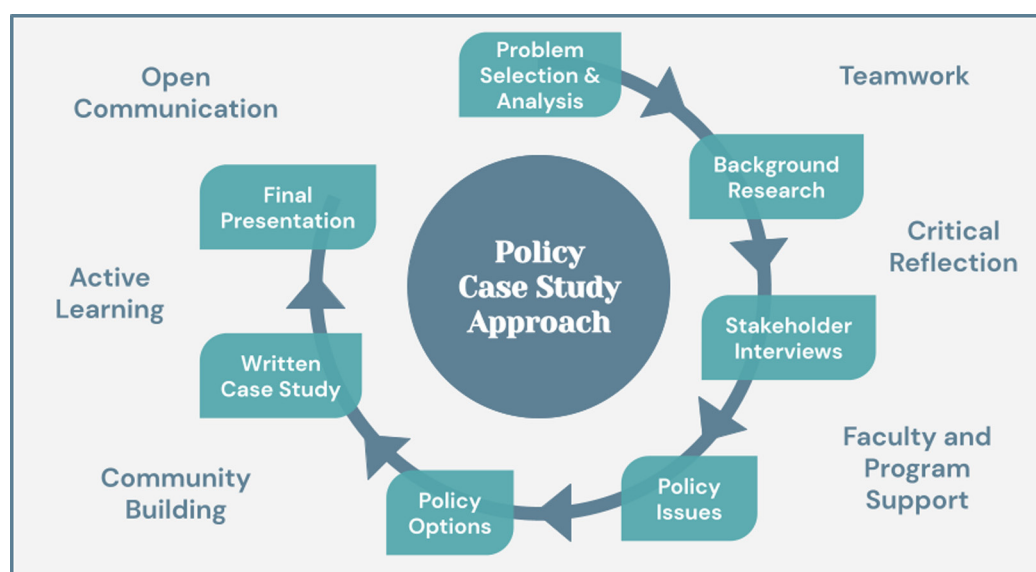 Open
Communication
Problem
Selection &
Analysis
Teamwork
Background
Research
Final
Presentation
Policy
Case Study
Approach
Critical
Reflection
Active
Learning
Stakeholder
Interviews
Written
Case Study
Faculty and
Program
Support
Community
Building
Policy
Options
Policy
Issues